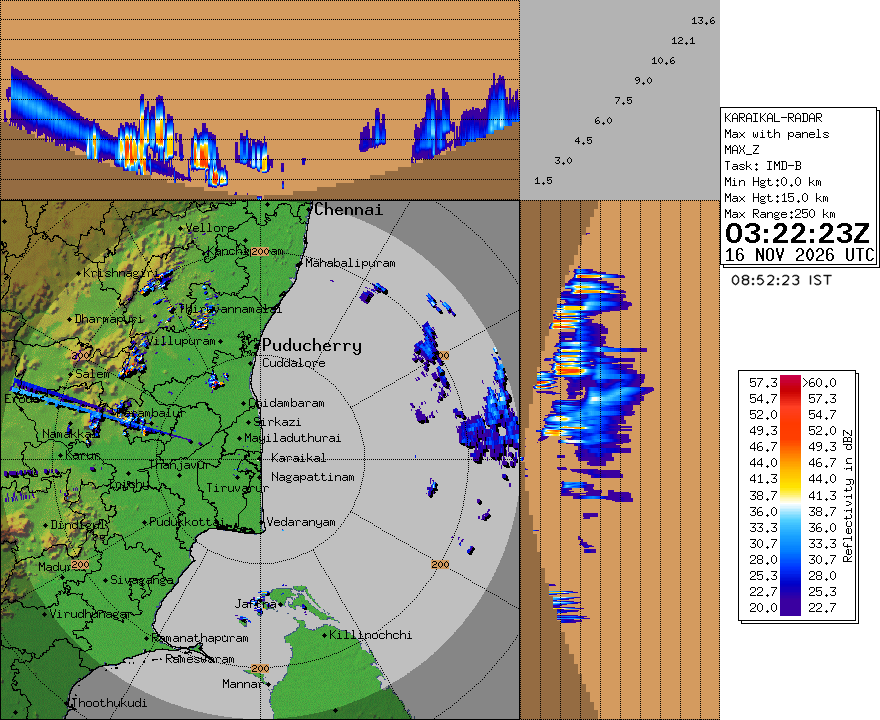 13.6
12.1
10.6
9.0
7.5
6.0
4.5
3.0
1.5
KARAIKAL-RADAR
Max with panels
MAX_Z
Task: IMD-B
Min Hgt:0.0 km
Max Hgt:15.0 km
Max Range:250 km
03:22:23Z
16 NOV 2026 UTC
08:52:23 IST
Chennai
Vellore
200
Mahabalipuram
Krishnagiri
Thiruvannamalai
Dharmapuri
Villupuram
Puducherry
Cuddalore
Salem
Chidambaram
Sirkazi
Namakkal
Mayiladuthurai
Karur
Karaikal
Thanjavur
Nagapattinam
Tiruvarur
Pudukkottai
Vedaranyam
Dindigul
200
200
Sivaganga
Jaffna
Virudhunagar
Killinochchi
Ramanathapuram
Rameswaram
200
Mannar
Thoothukudi
57.3 >60.0
54.7 57.3
52.0 54.7
49.3 52.0
46.7 49.3
44.0 46.7
41.3 44.0
38.7 41.3
36.0 38.7
33.3 36.0
30.7 33.3
28.0 30.7
25.3 28.0
22.7 25.3
20.0 22.7
Reflectivity in dBZ